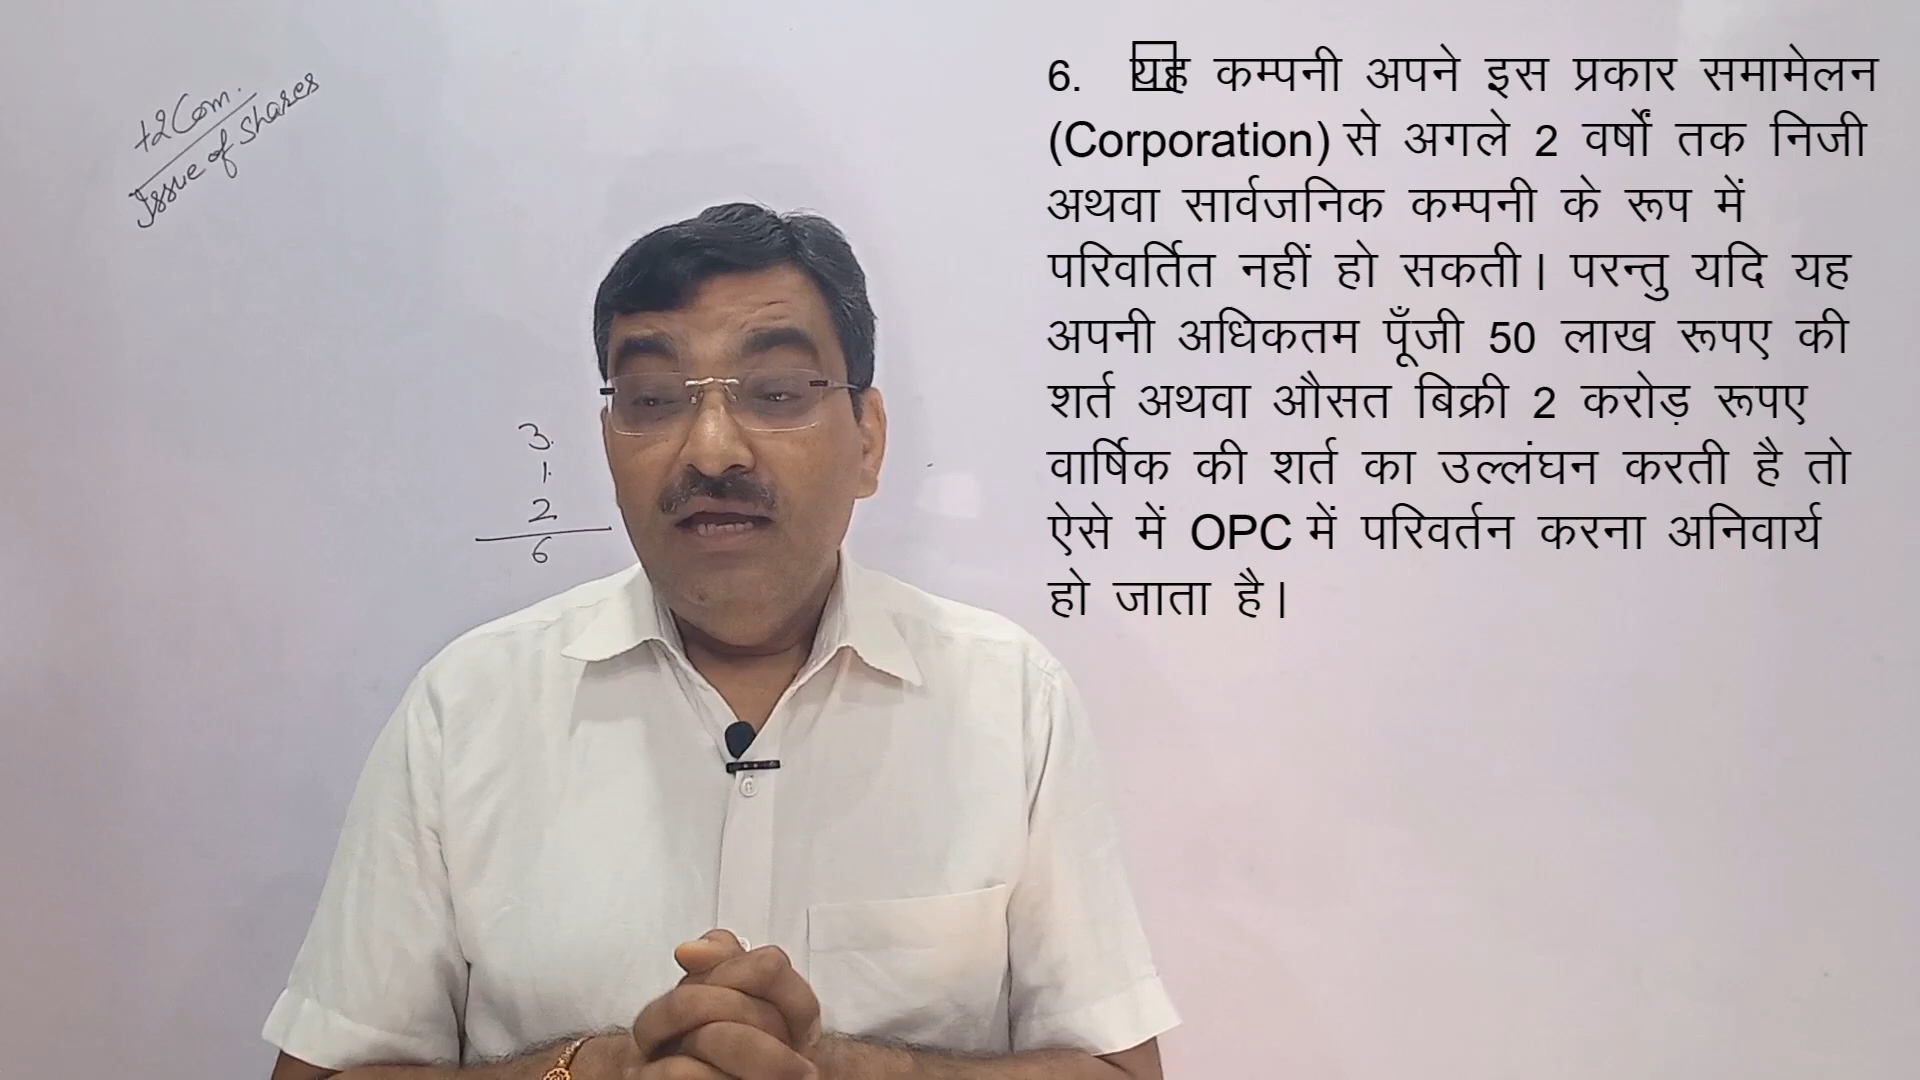 +2 Com.
Issue of Shares
3.
1.
2
6
6. यह कम्पनी अपने इस प्रकार समामेलन
(Corporation) से अगले 2 वर्षों तक निजी
अथवा सार्वजनिक कम्पनी के रूप में
परिवर्तित नहीं हो सकती। परन्तु यदि यह
अपनी अधिकतम पूँजी 50 लाख रूपए की
शर्त अथवा औसत बिक्री 2 करोड़ रूपए
वार्षिक की शर्त का उल्लंघन करती है तो
ऐसे में OPC में परिवर्तन करना अनिवार्य
हो जाता है।